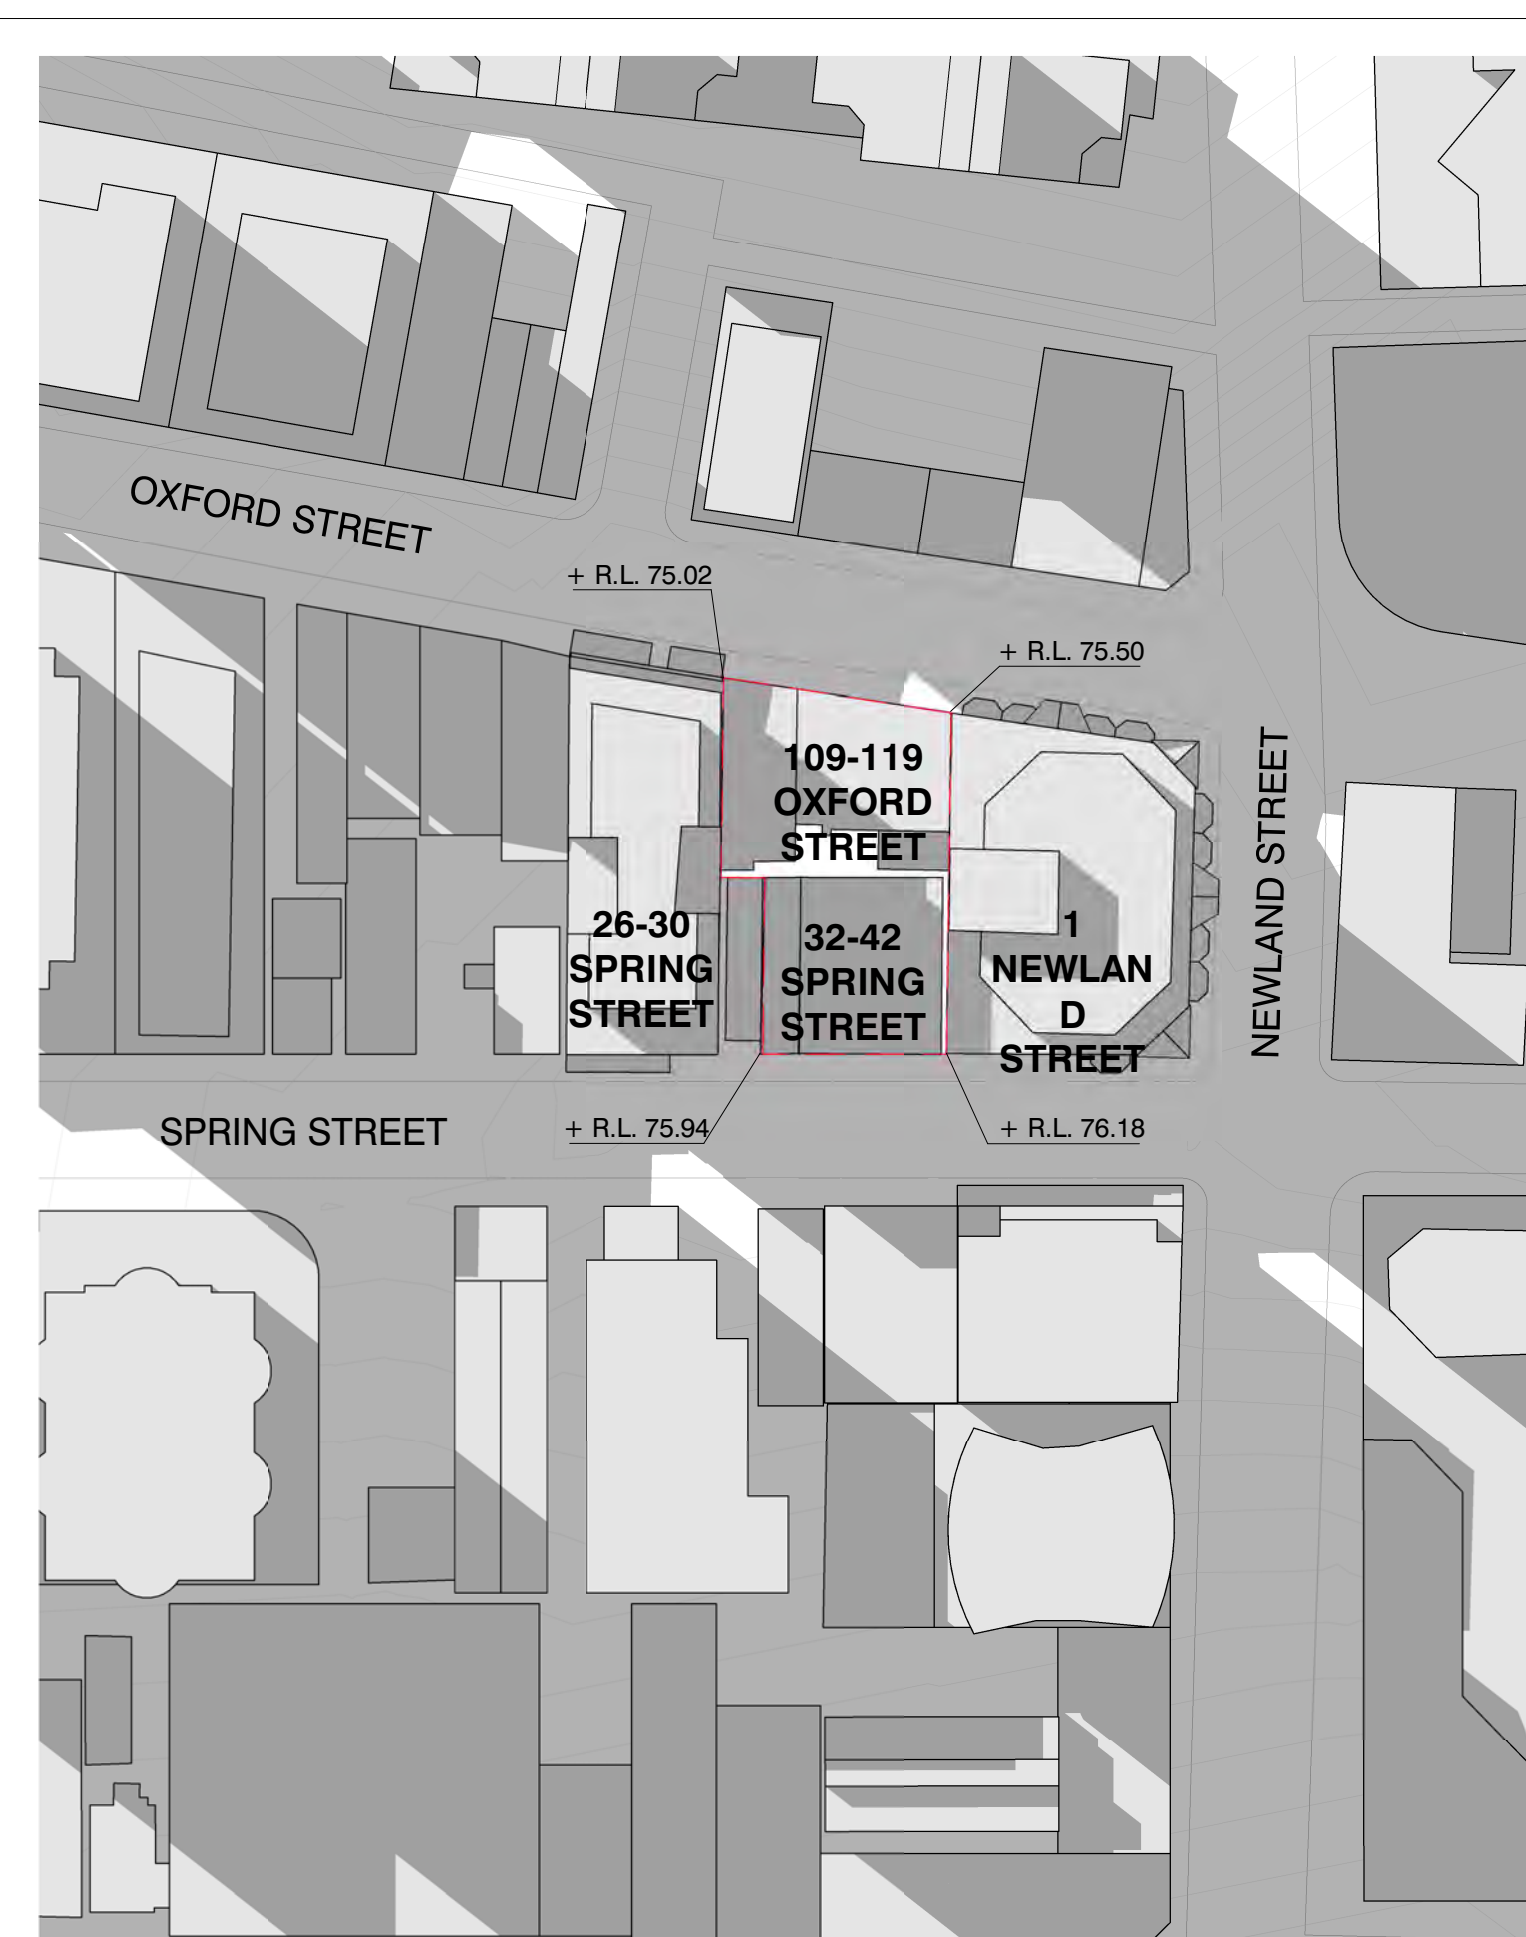 OXFORD STREET
+ R.L. 75.02
+ R.L. 75.50
109-119
OXFORD
STREET
26-30
SPRING
STREET
32-42
SPRING
STREET
1
NEWLAN
D
STREET
NEWLAND STREET
SPRING STREET
+ R.L. 75.94
+ R.L. 76.18